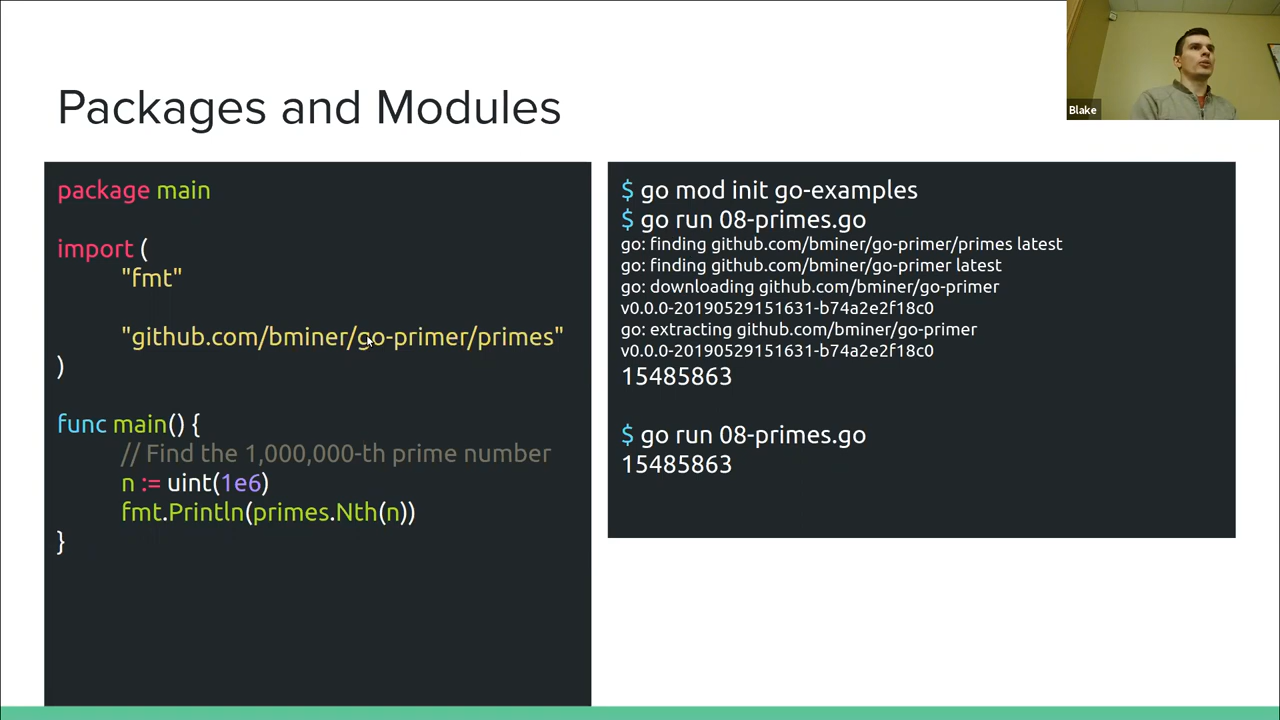 Packages and Modules
Blake
package main
import (
"fmt"
"github.com/bminer/go-primer/primes"
)
func main() {
// Find the 1,000,000-th prime number
n := uint(1e6)
fmt.Println(primes.Nth(n))
}
$ go mod init go-examples
$ go run 08-primes.go
go: finding github.com/bminer/go-primer/primes latest
go: finding github.com/bminer/go-primer latest
go: downloading github.com/bminer/go-primer
v0.0.0-20190529151631-b74a2e2f18c0
go: extracting github.com/bminer/go-primer
v0.0.0-20190529151631-b74a2e2f18c0
15485863
$ go run 08-primes.go
15485863